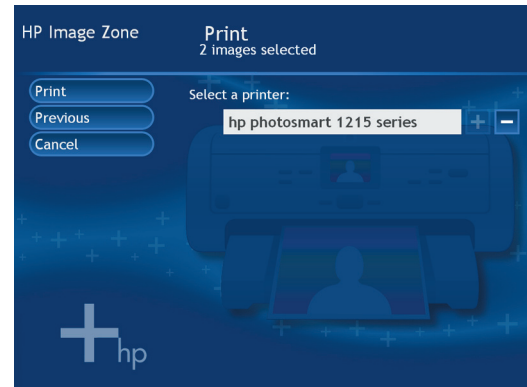 HP Image Zone
Print
2 images selected
Print
Previous
Cancel
Select a printer:
hp photosmart 1215 series
+ −
hp